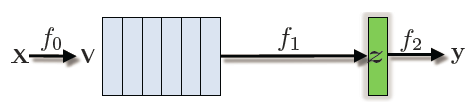 x f₀ v f₁ z f₂ y